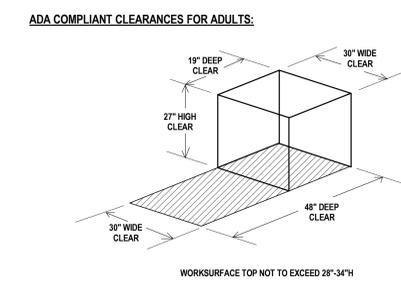 ADA COMPLIANT CLEARANCES FOR ADULTS:
19" DEEP
CLEAR
30" WIDE
CLEAR
27" HIGH
CLEAR
48" DEEP
CLEAR
30" WIDE
CLEAR
WORKSURFACE TOP NOT TO EXCEED 28"-34"H